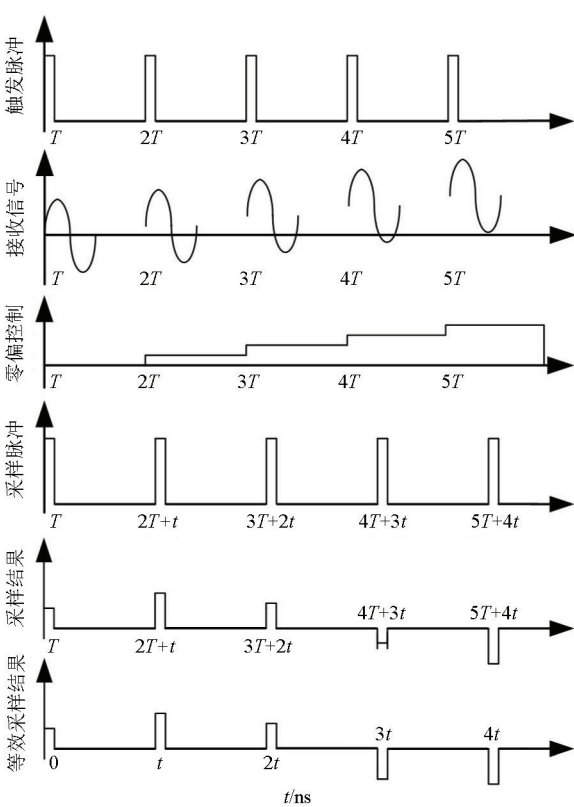 触发脉冲
T 2T 3T 4T 5T
接收信号
T 2T 3T 4T 5T
零偏控制
T 2T 3T 4T 5T
采样脉冲
T 2T+t 3T+2t 4T+3t 5T+4t
采样结果
4T+3t 5T+4t
T 2T+t 3T+2t
等效采样结果
3t 4t
0 t 2t
t/ns